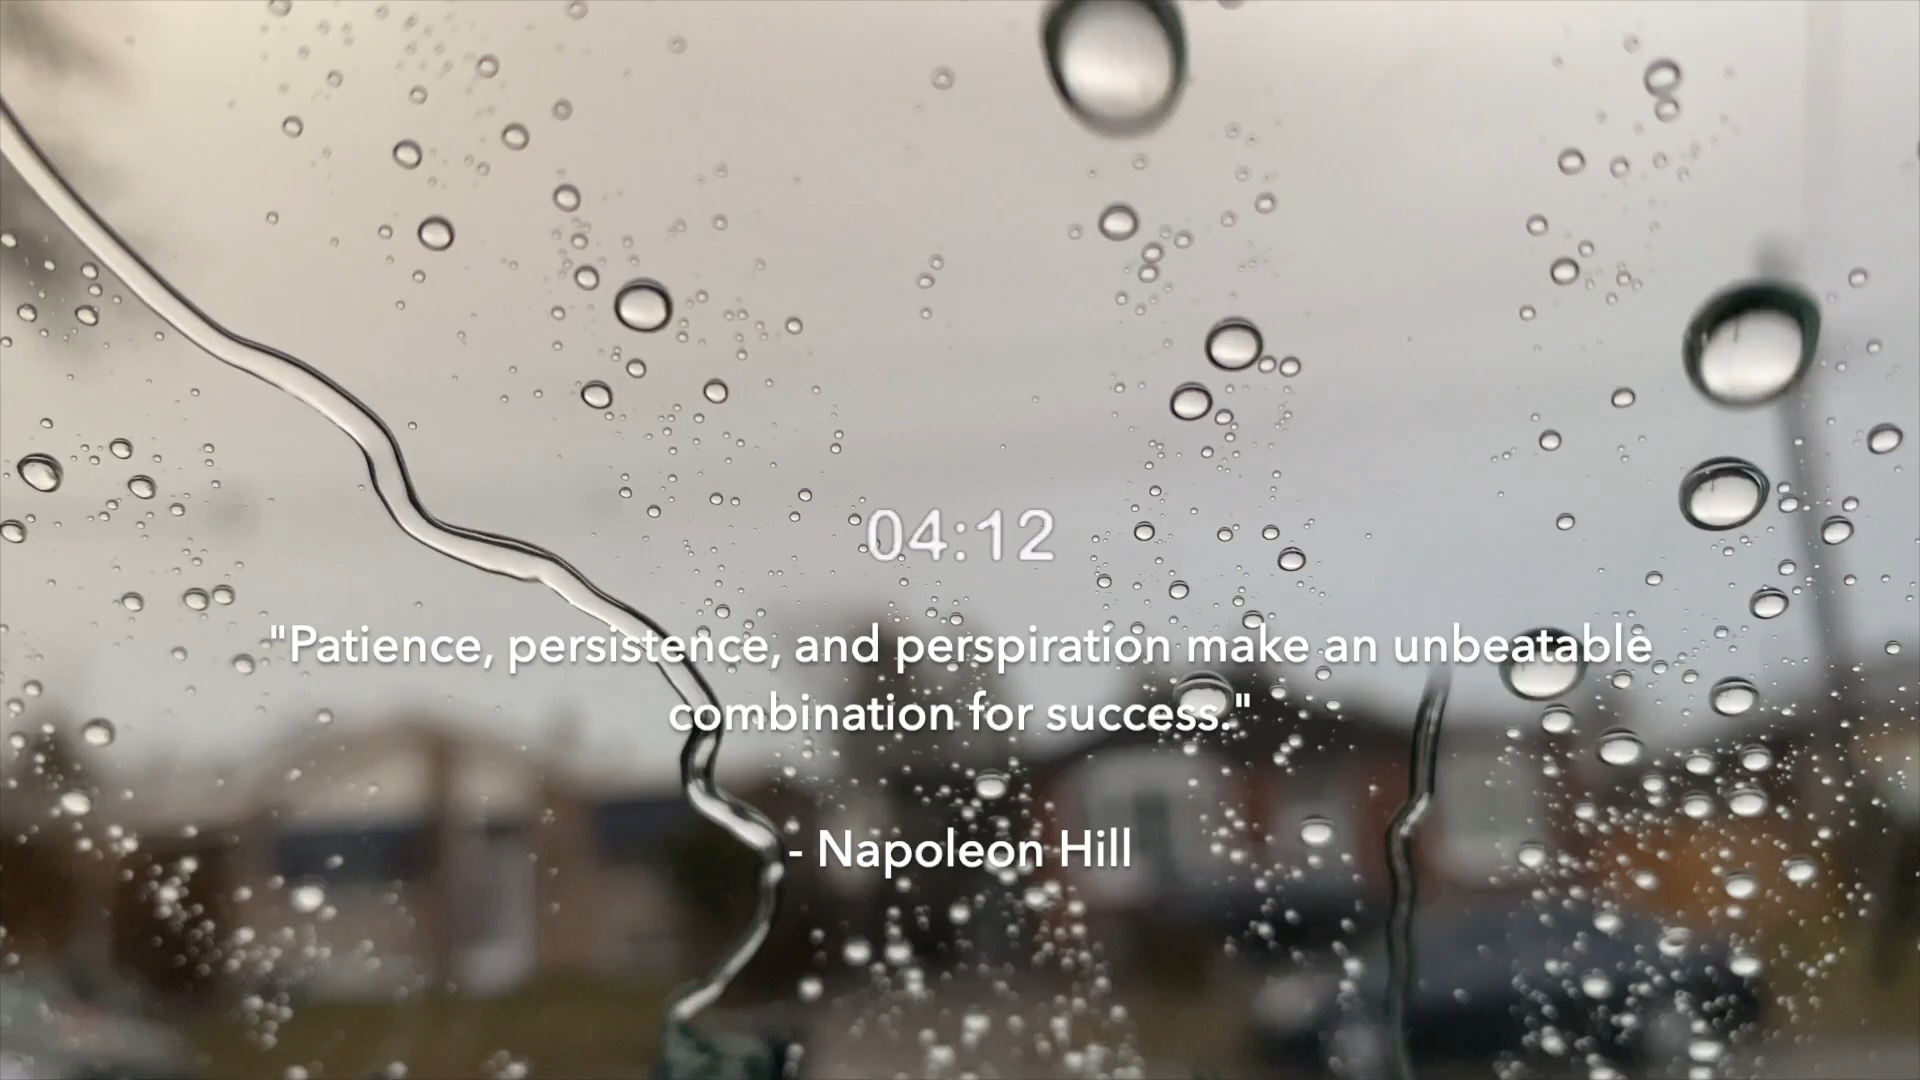 04:12
"Patience, persistence, and perspiration make an unbeatable
combination for success."
- Napoleon Hill